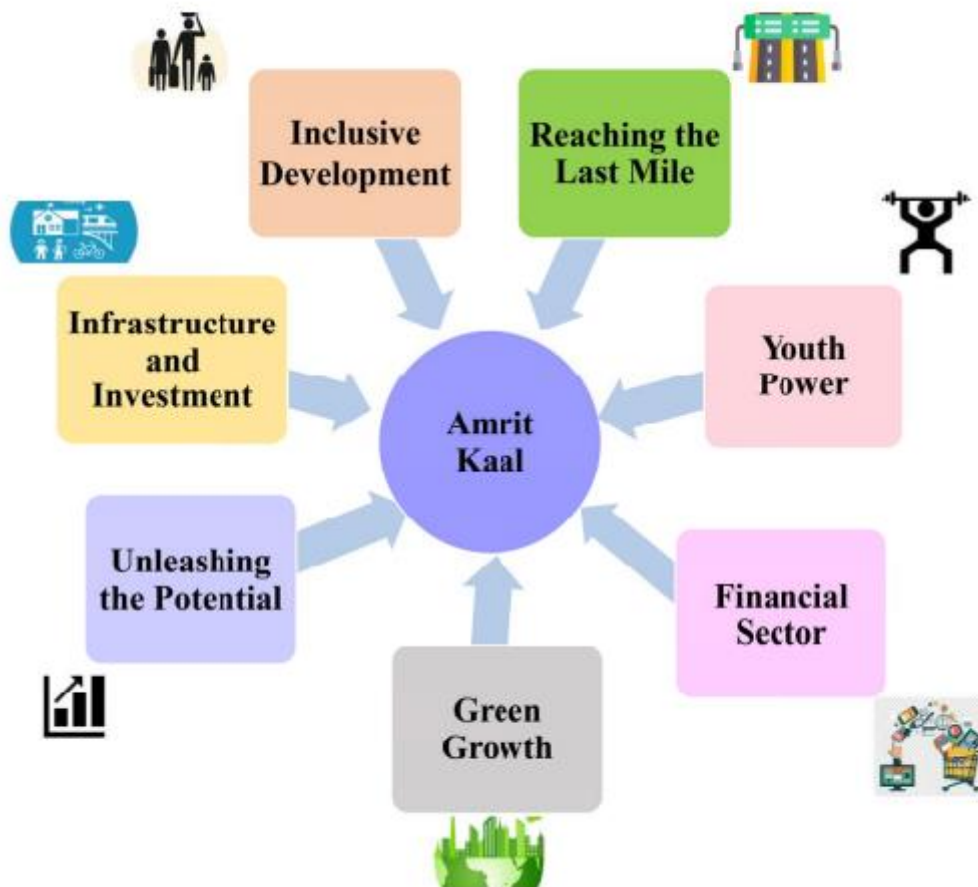 Inclusive
Development
Reaching the
Last Mile
Infrastructure
and
Investment
Youth
Power
Amrit
Kaal
Unleashing
the Potential
Financial
Sector
Green
Growth